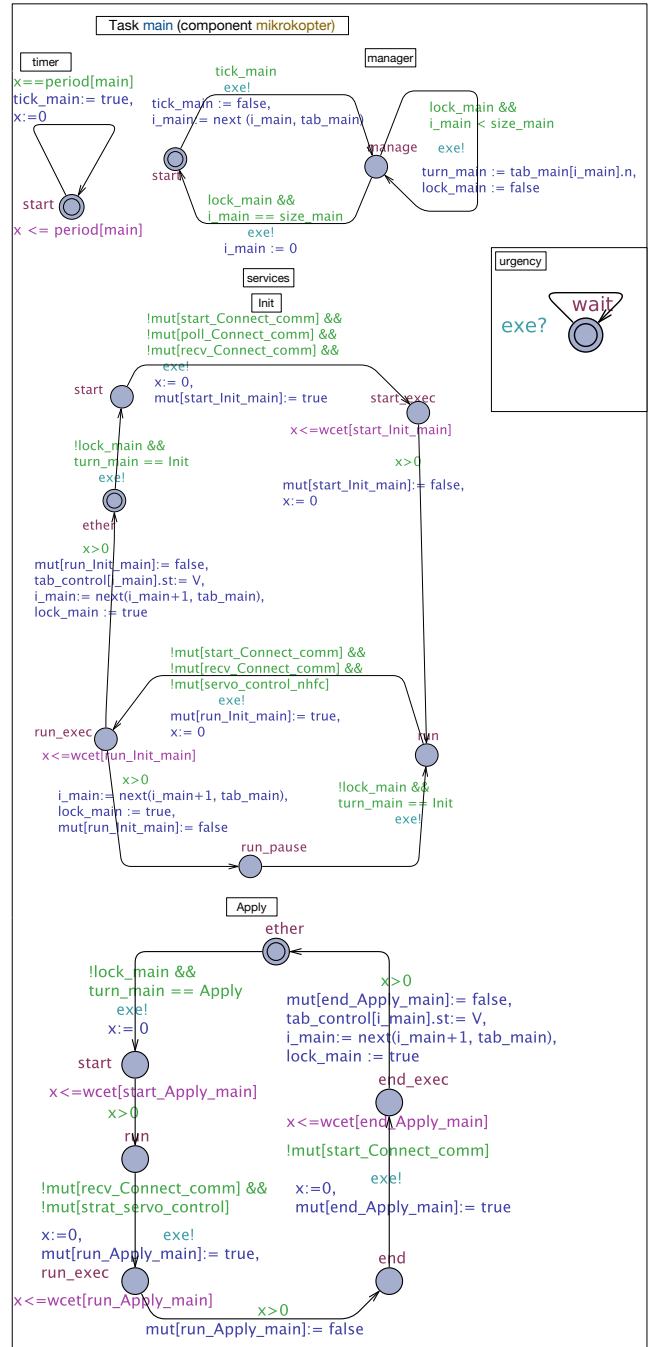 Task main (component mikrokopter)
timer
x==period[main]
tick_main:= true,
x:=0
start
x <= period[main]
manager
tick_main
exe!
tick_main := false,
i_main:= next (i_main, tab_main)
start
manage
lock_main &&
i_main == size_main
exe!
i_main := 0
lock_main &&
i_main < size_main
exe!
turn_main := tab_main[i_main].n,
lock_main := false
urgency
wait
exe?
services
Init
!mut[start_Connect_comm] &&
!mut[poll_Connect_comm] &&
!mut[recv_Connect_comm] &&
exe!
x:= 0,
mut[start_Init_main]:= true
start
start_exec
x<=wcet[start_Init_main]
!lock_main &&
turn_main == Init
exe!
x>0
mut[start_Init_main]:= false,
x:= 0
ether
x>0
mut[run_Init_main]:= false,
tab_control[i_main].st:= V,
i_main:= next(i_main+1, tab_main),
lock_main := true
!mut[start_Connect_comm] &&
!mut[recv_Connect_comm] &&
!mut[servo_control_nhfc]
exe!
mut[run_Init_main]:= true,
x:= 0
run_exec
run
x<=wcet[run_Init_main]
x>0
i_main:= next(i_main+1, tab_main),
lock_main := true,
mut[run_Init_main]:= false
!lock_main &&
turn_main == Init
exe!
run_pause
Apply
ether
!lock_main &&
turn_main == Apply
exe!
x:= 0
x>0
mut[end_Apply_main]:= false,
tab_control[i_main].st:= V,
i_main:= next(i_main+1, tab_main),
lock_main := true
start
x<=wcet[start_Apply_main]
end_exec
x<=wcet[end_Apply_main]
x>0
run
!mut[start_Connect_comm]
exe!
x:=0,
mut[end_Apply_main]:= true
!mut[recv_Connect_comm] &&
!mut[strat_servo_control]
x:=0,
exe!
mut[run_Apply_main]:= true,
run_exec
end
x<=wcet[run_Apply_main]
x>0
mut[run_Apply_main]:= false